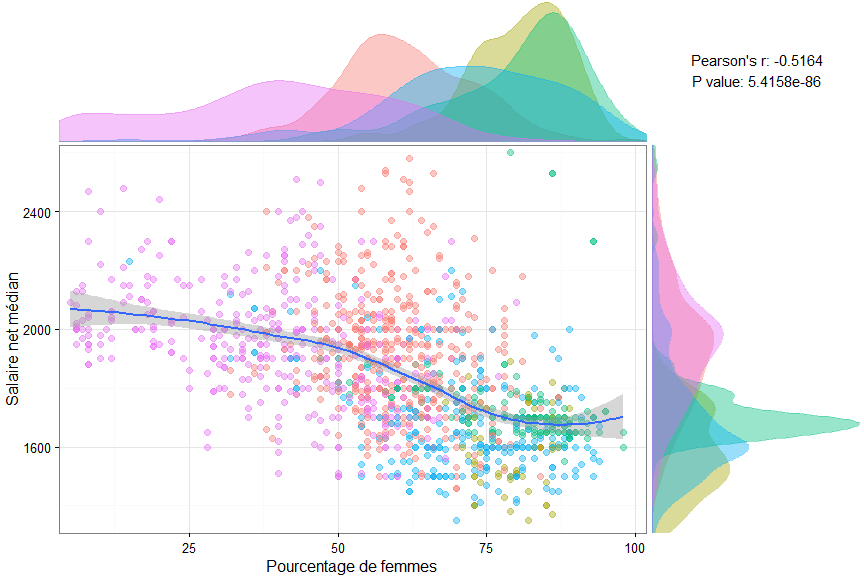 Pearson's r: -0.5164
P value: 5.4158e-86
Salaire net médian
2400
2000
1600
25 50 75 100
Pourcentage de femmes